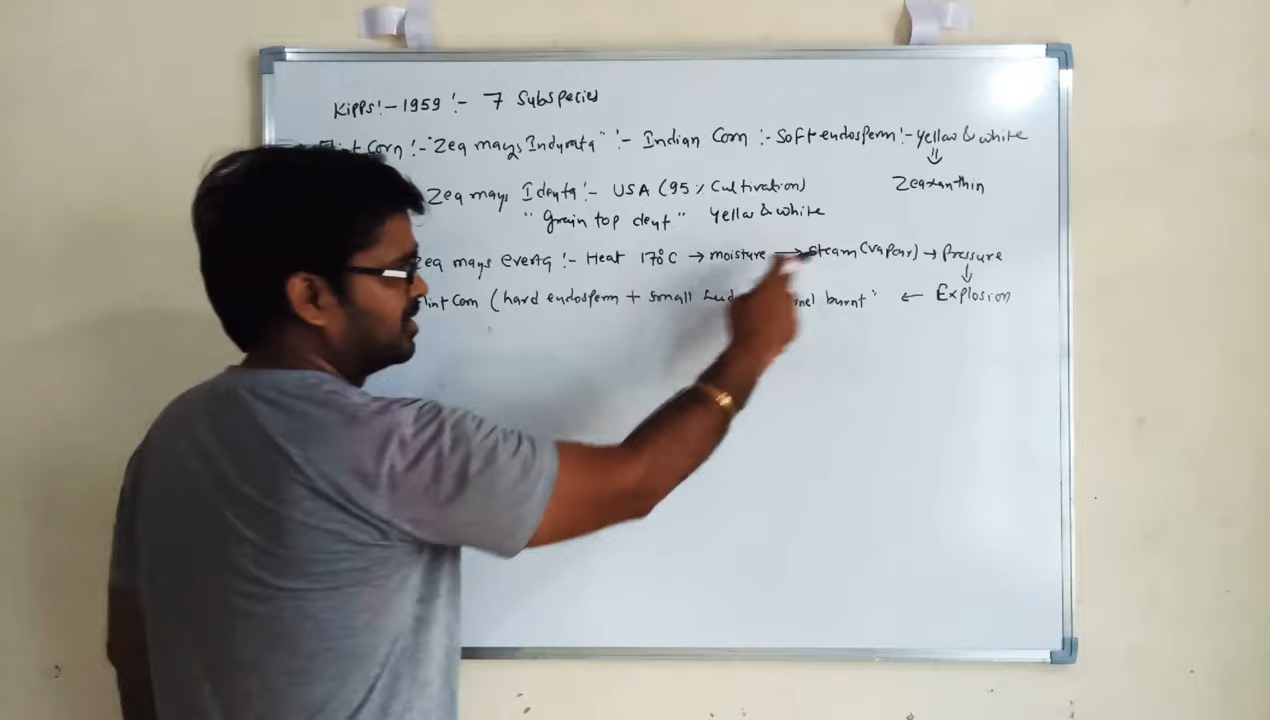 Kipps:- 1959 :- 7 Subspecies
Flint Corn :- "Zea mays Indurata" :- Indian Corn :- Soft endosperm :- Yellow & white
⇓
Zea mays Identa :- USA (95% Cultivation) Zeaxanthin
"Grain top dent" Yellow & white
Zea mays everta :- Heat 170°C → moisture → Steam (vapour) → Pressure
↓
Flint Corn (hard endosperm + Small burnt" ← Explosion